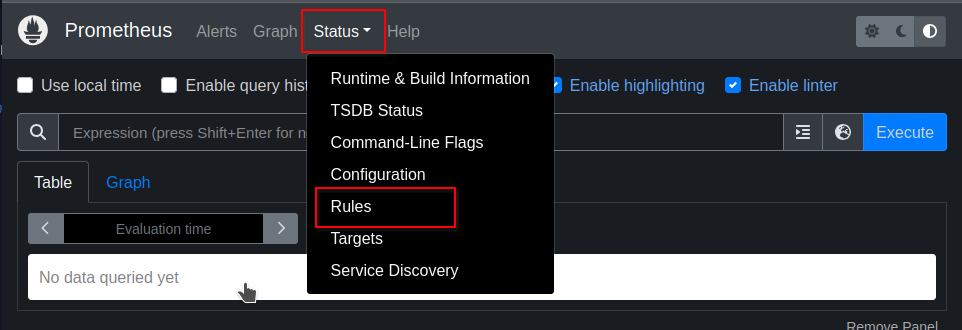 Prometheus Alerts Graph Status Help
Runtime & Build Information
TSDB Status
Command-Line Flags
Configuration
Rules
Targets
Service Discovery
Use local time Enable query hist Enable highlighting Enable linter
Expression (press Shift+Enter for ne Execute
Table Graph
Evaluation time
No data queried yet
Remove Panel